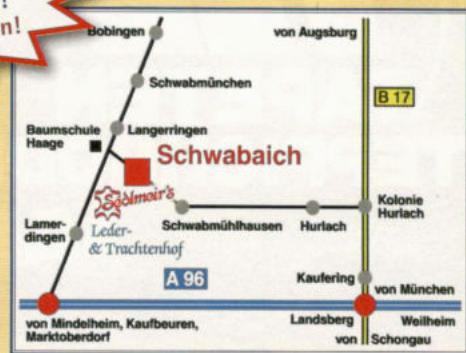 !
n!
Bobingen
von Augsburg
Schwabmünchen
B 17
Baumschule
Haage
Langerringen
Schwabaich
Sedlmeir's
Leder-
& Trachtenhof
Lamer-
dingen
Schwabmühlhausen
Hurlach
Kolonie
Hurlach
A 96
Kaufering
von München
von Mindelheim, Kaufbeuren,
Marktoberdorf
Landsberg
Weilheim
von Schongau